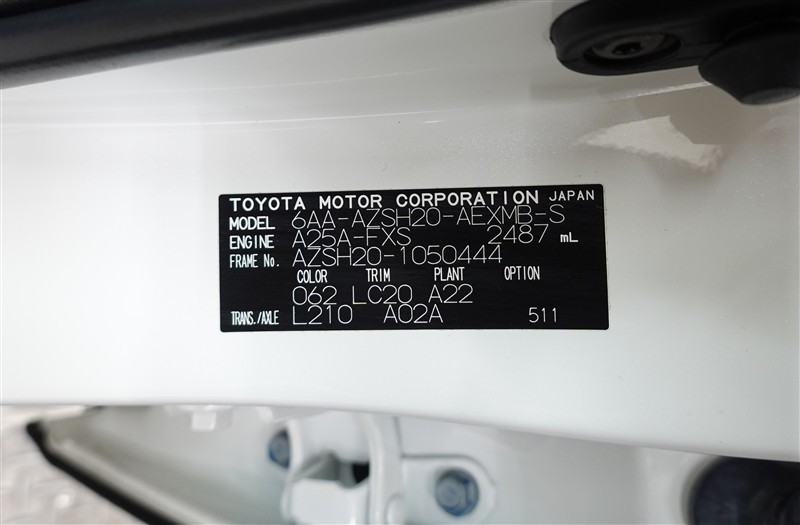 TOYOTA MOTOR CORPORATION JAPAN
MODEL 6AA-AZSH20-AEXMB-S
ENGINE A25A-FXS 2487 mL
FRAME No. AZSH20-1050444
COLOR TRIM PLANT OPTION
062 LC20 A22
TRANS./AXLE L210 A02A 511